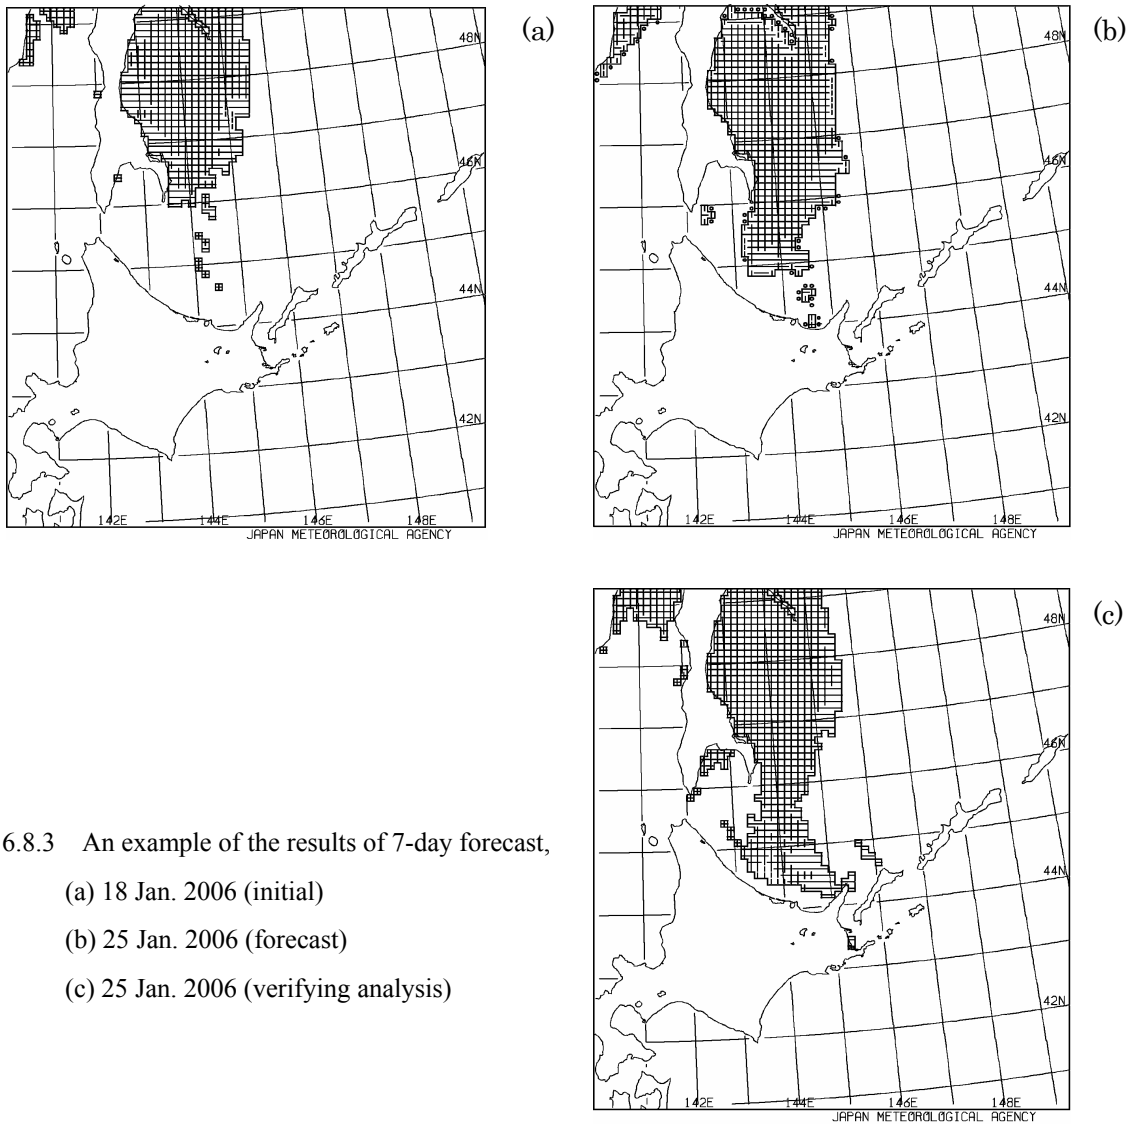 (a)
48N
46N
44N
42N
142E 144E 146E 148E
JAPAN METEOROLOGICAL AGENCY
(b)
48N
46N
44N
42N
142E 144E 146E 148E
JAPAN METEOROLOGICAL AGENCY
(c)
48N
46N
44N
42N
142E 144E 146E 148E
JAPAN METEOROLOGICAL AGENCY
6.8.3 An example of the results of 7-day forecast,
(a) 18 Jan. 2006 (initial)
(b) 25 Jan. 2006 (forecast)
(c) 25 Jan. 2006 (verifying analysis)